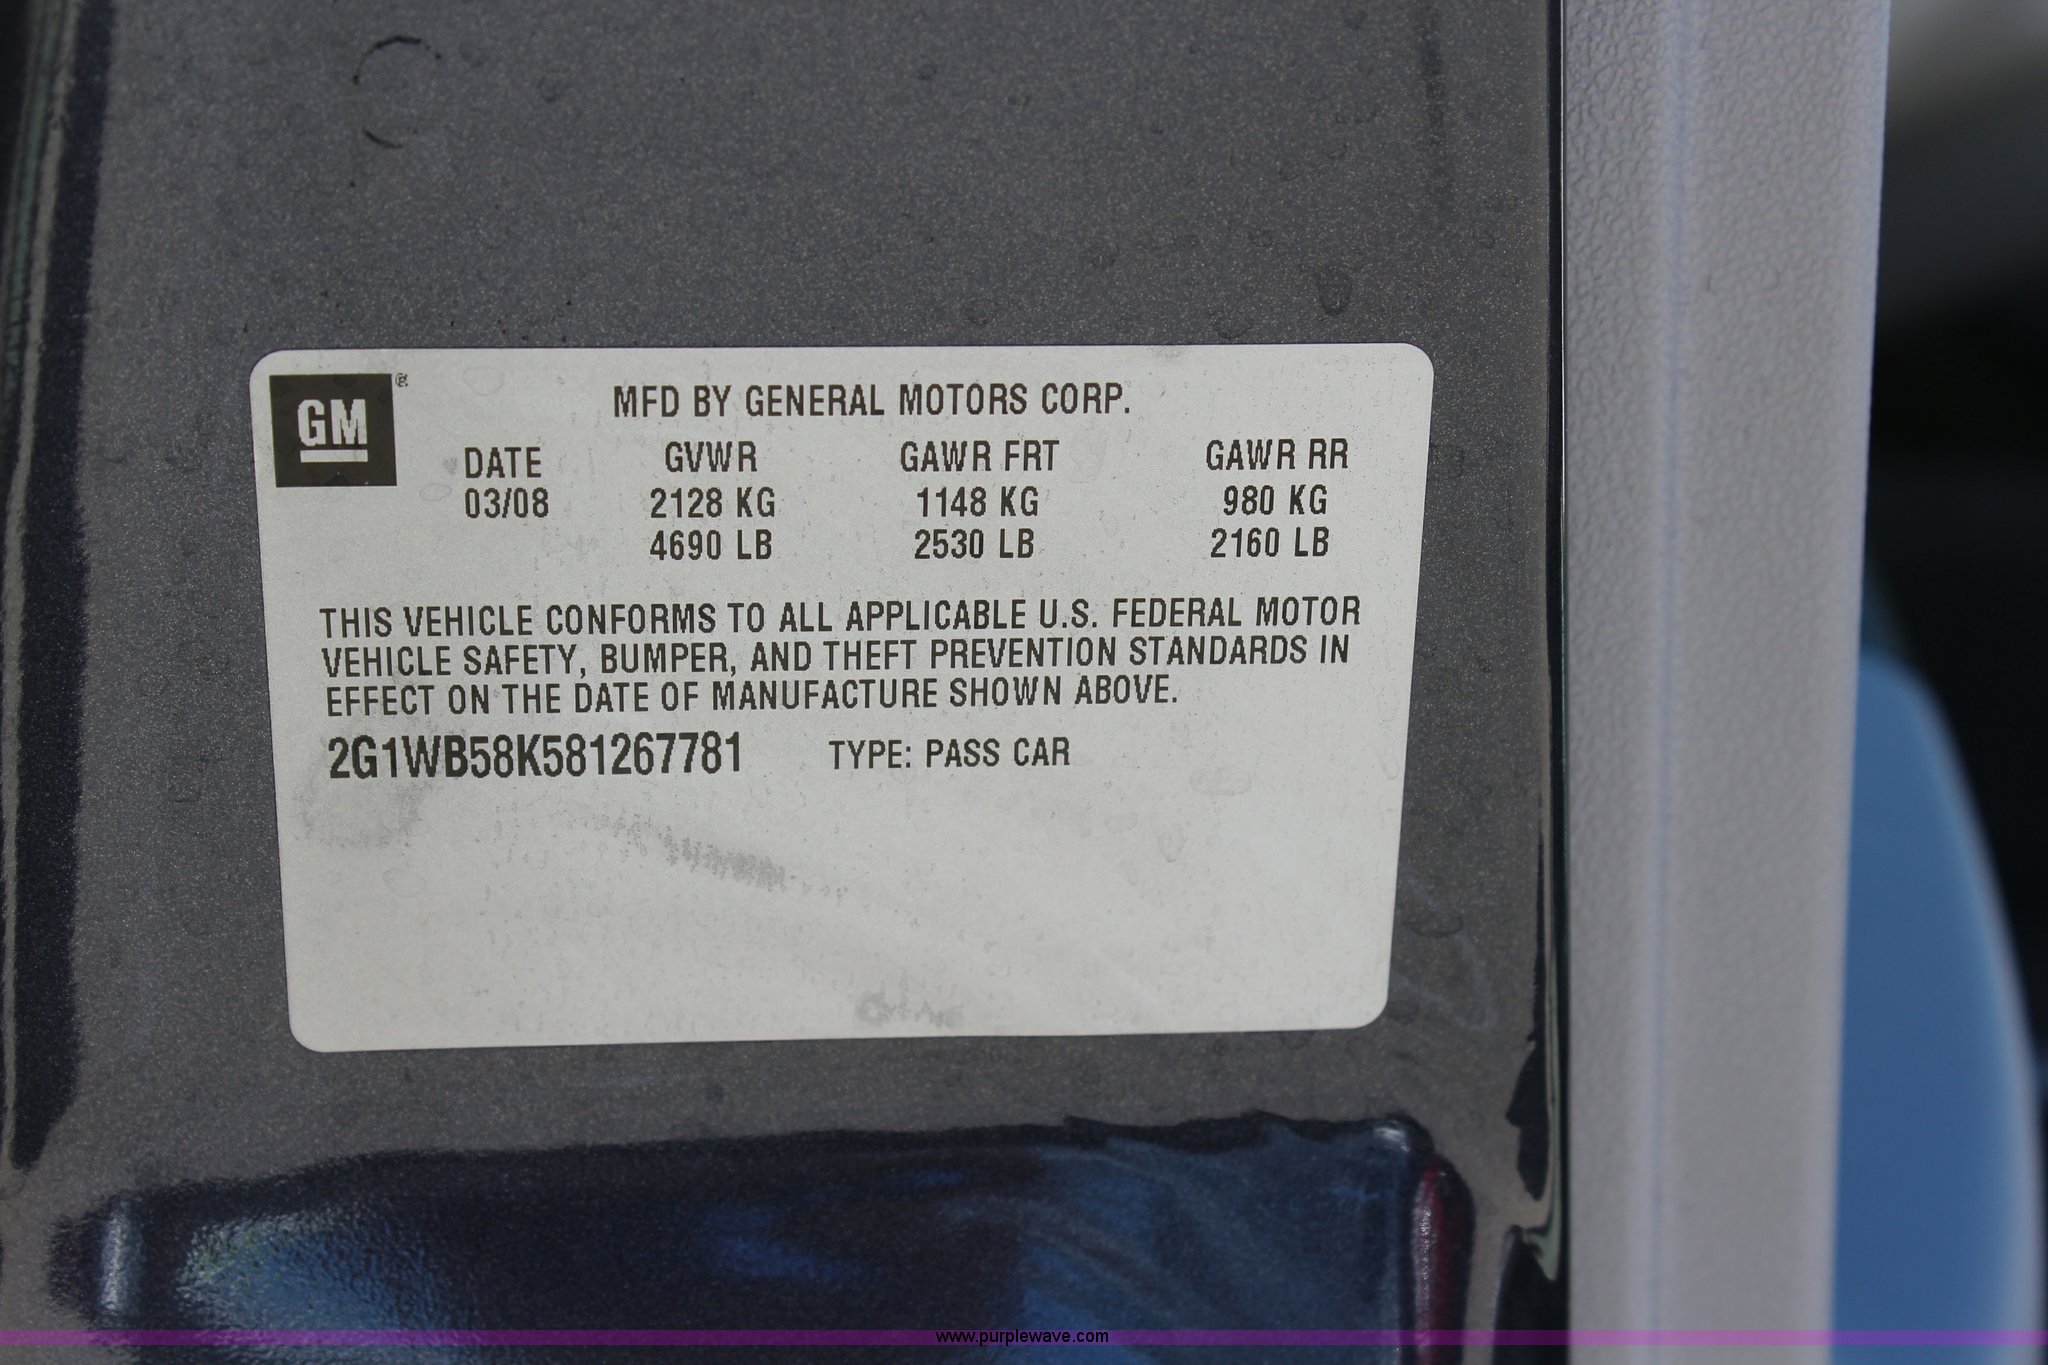 GM
MFD BY GENERAL MOTORS CORP.
DATE GVWR GAWR FRT GAWR RR
03/08 2128 KG 1148 KG 980 KG
4690 LB 2530 LB 2160 LB
THIS VEHICLE CONFORMS TO ALL APPLICABLE U.S. FEDERAL MOTOR
VEHICLE SAFETY, BUMPER, AND THEFT PREVENTION STANDARDS IN
EFFECT ON THE DATE OF MANUFACTURE SHOWN ABOVE.
2G1WB58K581267781 TYPE: PASS CAR
www.purplewave.com